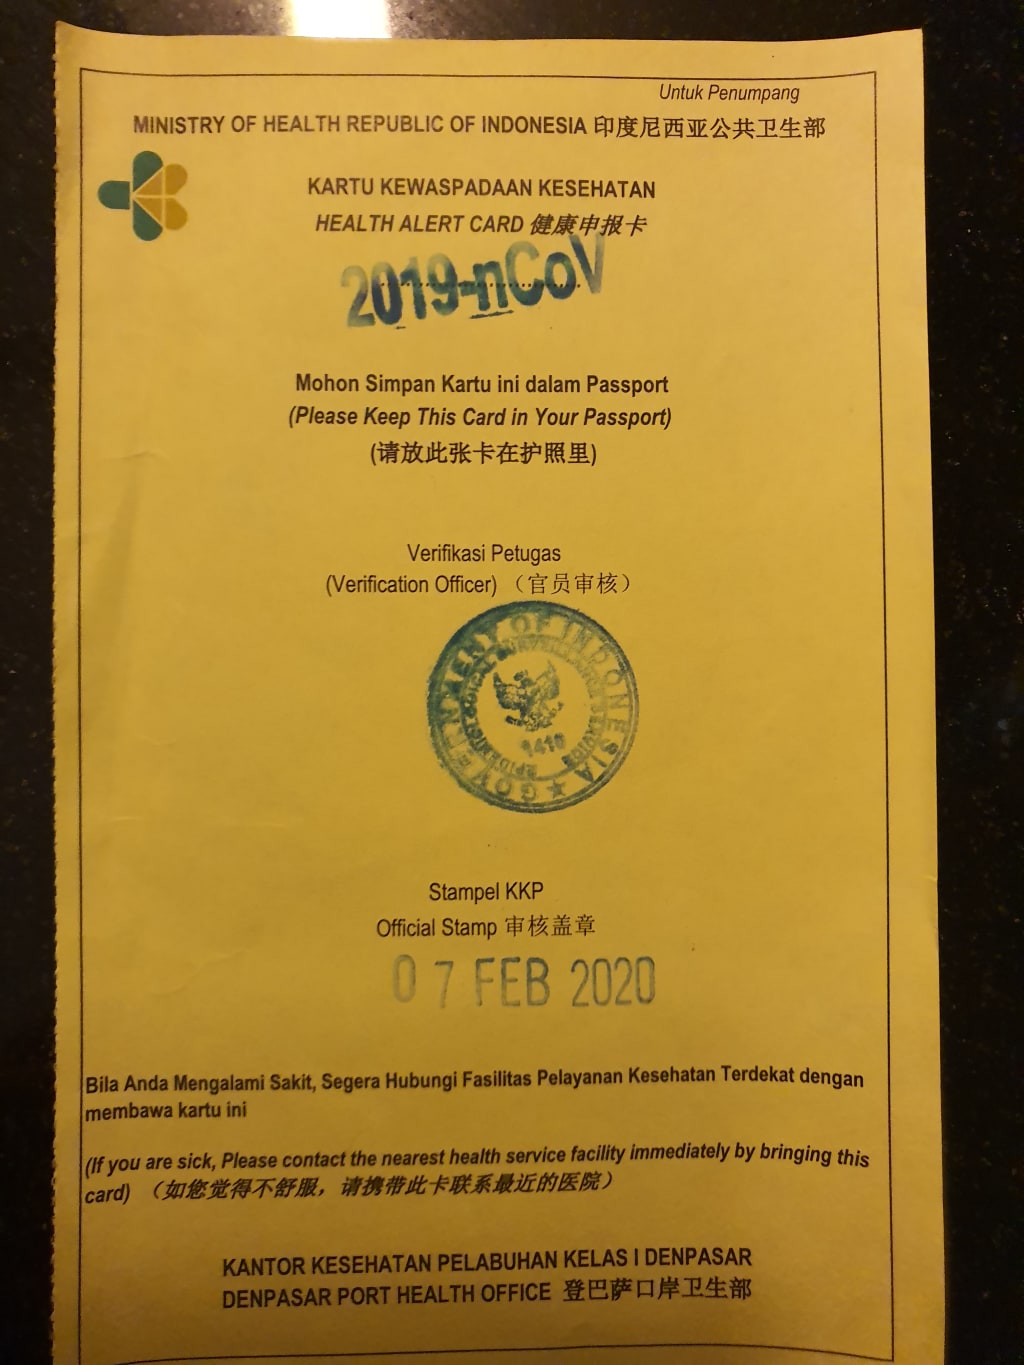 Untuk Penumpang
MINISTRY OF HEALTH REPUBLIC OF INDONESIA 印度尼西亚公共卫生部
KARTU KEWASPADAAN KESEHATAN
HEALTH ALERT CARD 健康申报卡
2019-nCoV
Mohon Simpan Kartu ini dalam Passport
(Please Keep This Card in Your Passport)
(请放此张卡在护照里)
Verifikasi Petugas
(Verification Officer) （官员审核）
GOVERNMENT OF INDONESIA
SURVEILLANCE SERVICE
1410
Stampel KKP
Official Stamp 审核盖章
07 FEB 2020
Bila Anda Mengalami Sakit, Segera Hubungi Fasilitas Pelayanan Kesehatan Terdekat dengan
membawa kartu ini
(If you are sick, Please contact the nearest health service facility immediately by bringing this
card) （如您觉得不舒服，请携带此卡联系最近的医院）
KANTOR KESEHATAN PELABUHAN KELAS I DENPASAR
DENPASAR PORT HEALTH OFFICE 登巴萨口岸卫生部